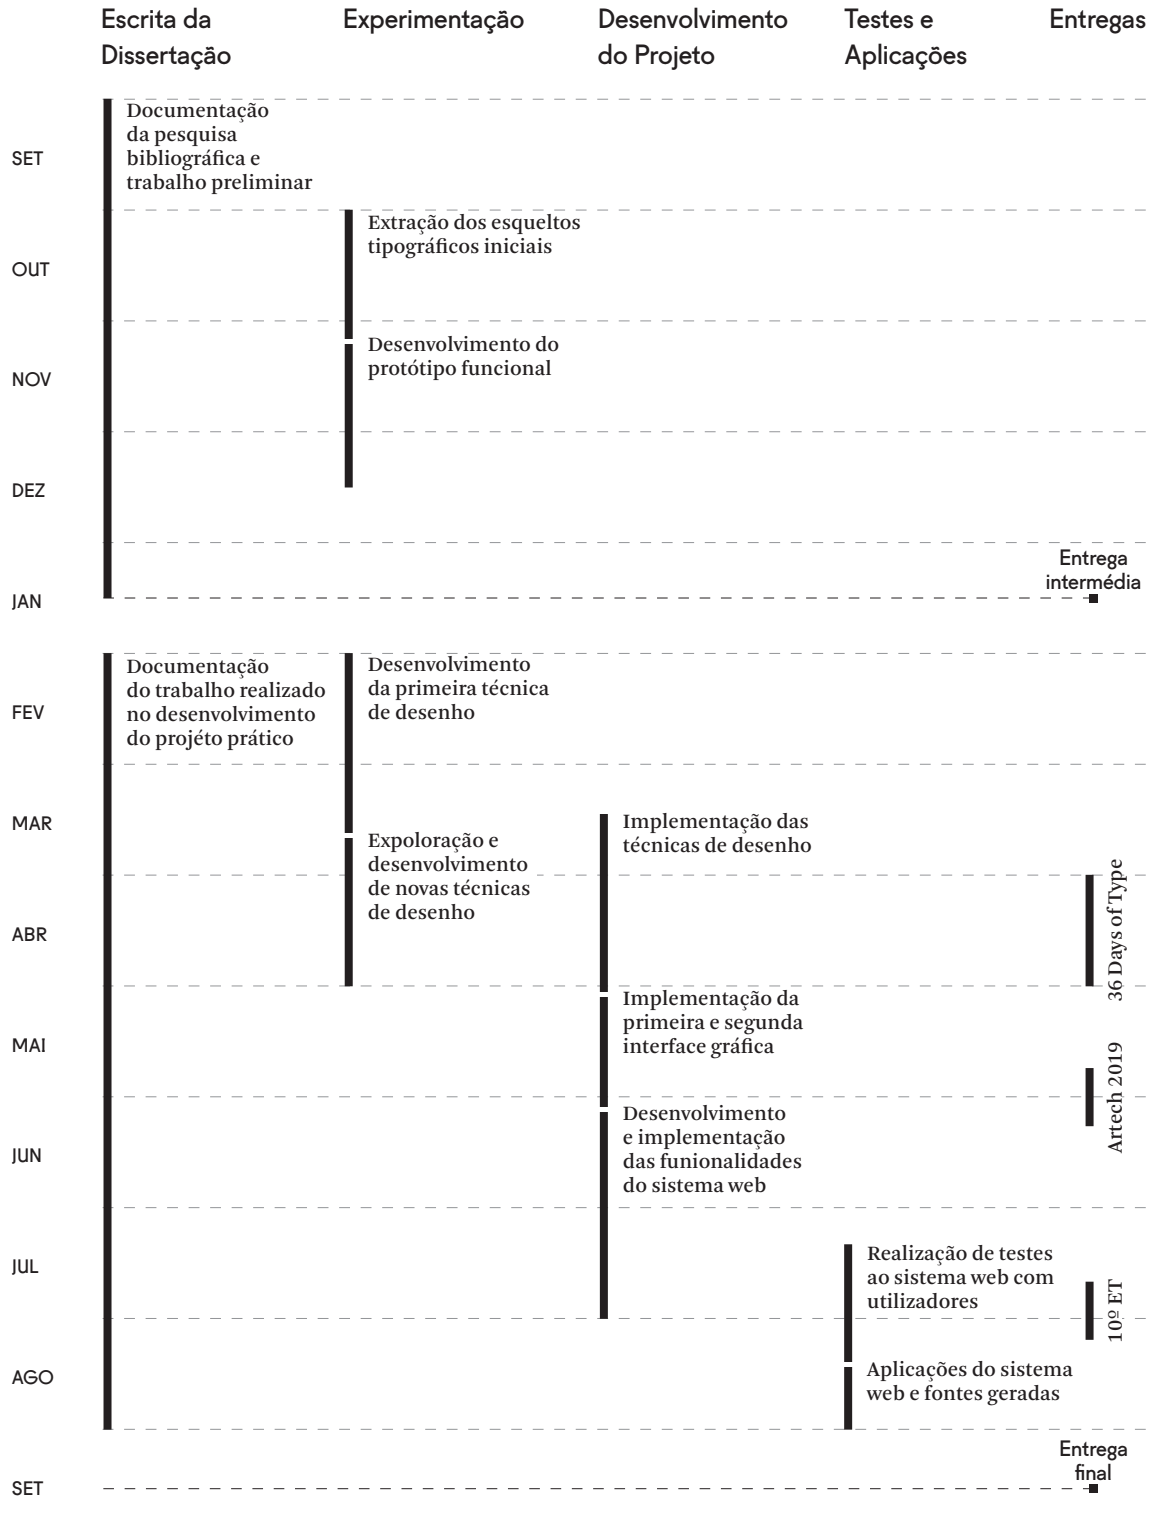 Escrita da
Dissertação
Experimentação
Desenvolvimento
do Projeto
Testes e
Aplicações
Entregas
SET
Documentação
da pesquisa
bibliográfica e
trabalho preliminar
OUT
Extração dos esqueltos
tipográficos iniciais
NOV
Desenvolvimento do
protótipo funcional
DEZ
JAN
Entrega
intermédia
FEV
Documentação
do trabalho realizado
no desenvolvimento
do projéto prático
Desenvolvimento
da primeira técnica
de desenho
MAR
Expoloração e
desenvolvimento
de novas técnicas
de desenho
Implementação das
técnicas de desenho
ABR
36 Days of Type
MAI
Implementação da
primeira e segunda
interface gráfica
Artech 2019
JUN
Desenvolvimento
e implementação
das funionalidades
do sistema web
JUL
Realização de testes
ao sistema web com
utilizadores
10º ET
AGO
Aplicações do sistema
web e fontes geradas
SET
Entrega
final